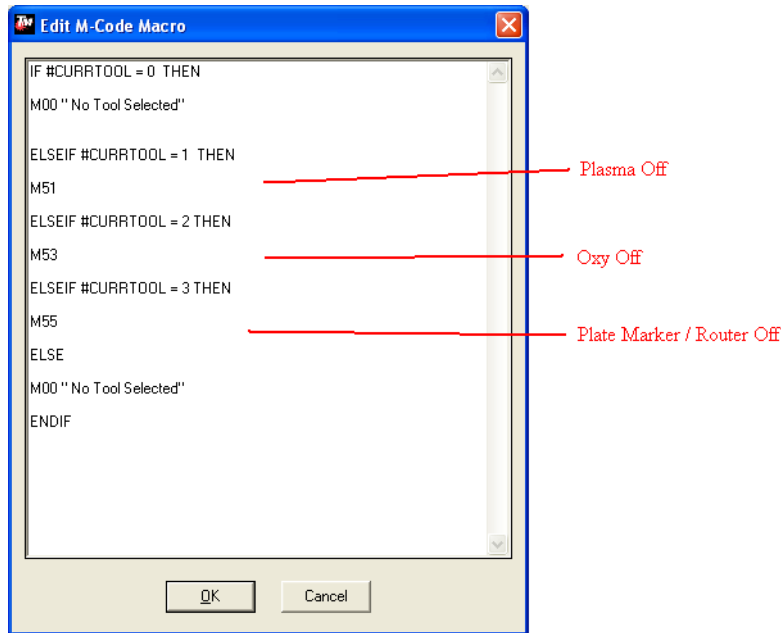 TM Edit M-Code Macro
IF #CURRTOOL = 0 THEN
M00 " No Tool Selected"
ELSEIF #CURRTOOL = 1 THEN
Plasma Off
M51
ELSEIF #CURRTOOL = 2 THEN
M53
Oxy Off
ELSEIF #CURRTOOL = 3 THEN
M55
Plate Marker / Router Off
ELSE
M00 " No Tool Selected"
ENDIF
OK
Cancel